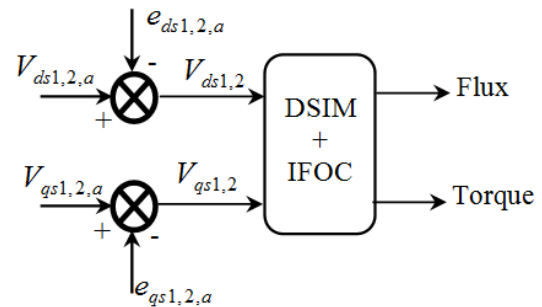 e_{ds1,2,a}
-
V_{ds1,2,a}
V_{ds1,2}
+
DSIM
+
IFOC
Flux
V_{qs1,2,a}
V_{qs1,2}
Torque
+
-
e_{qs1,2,a}